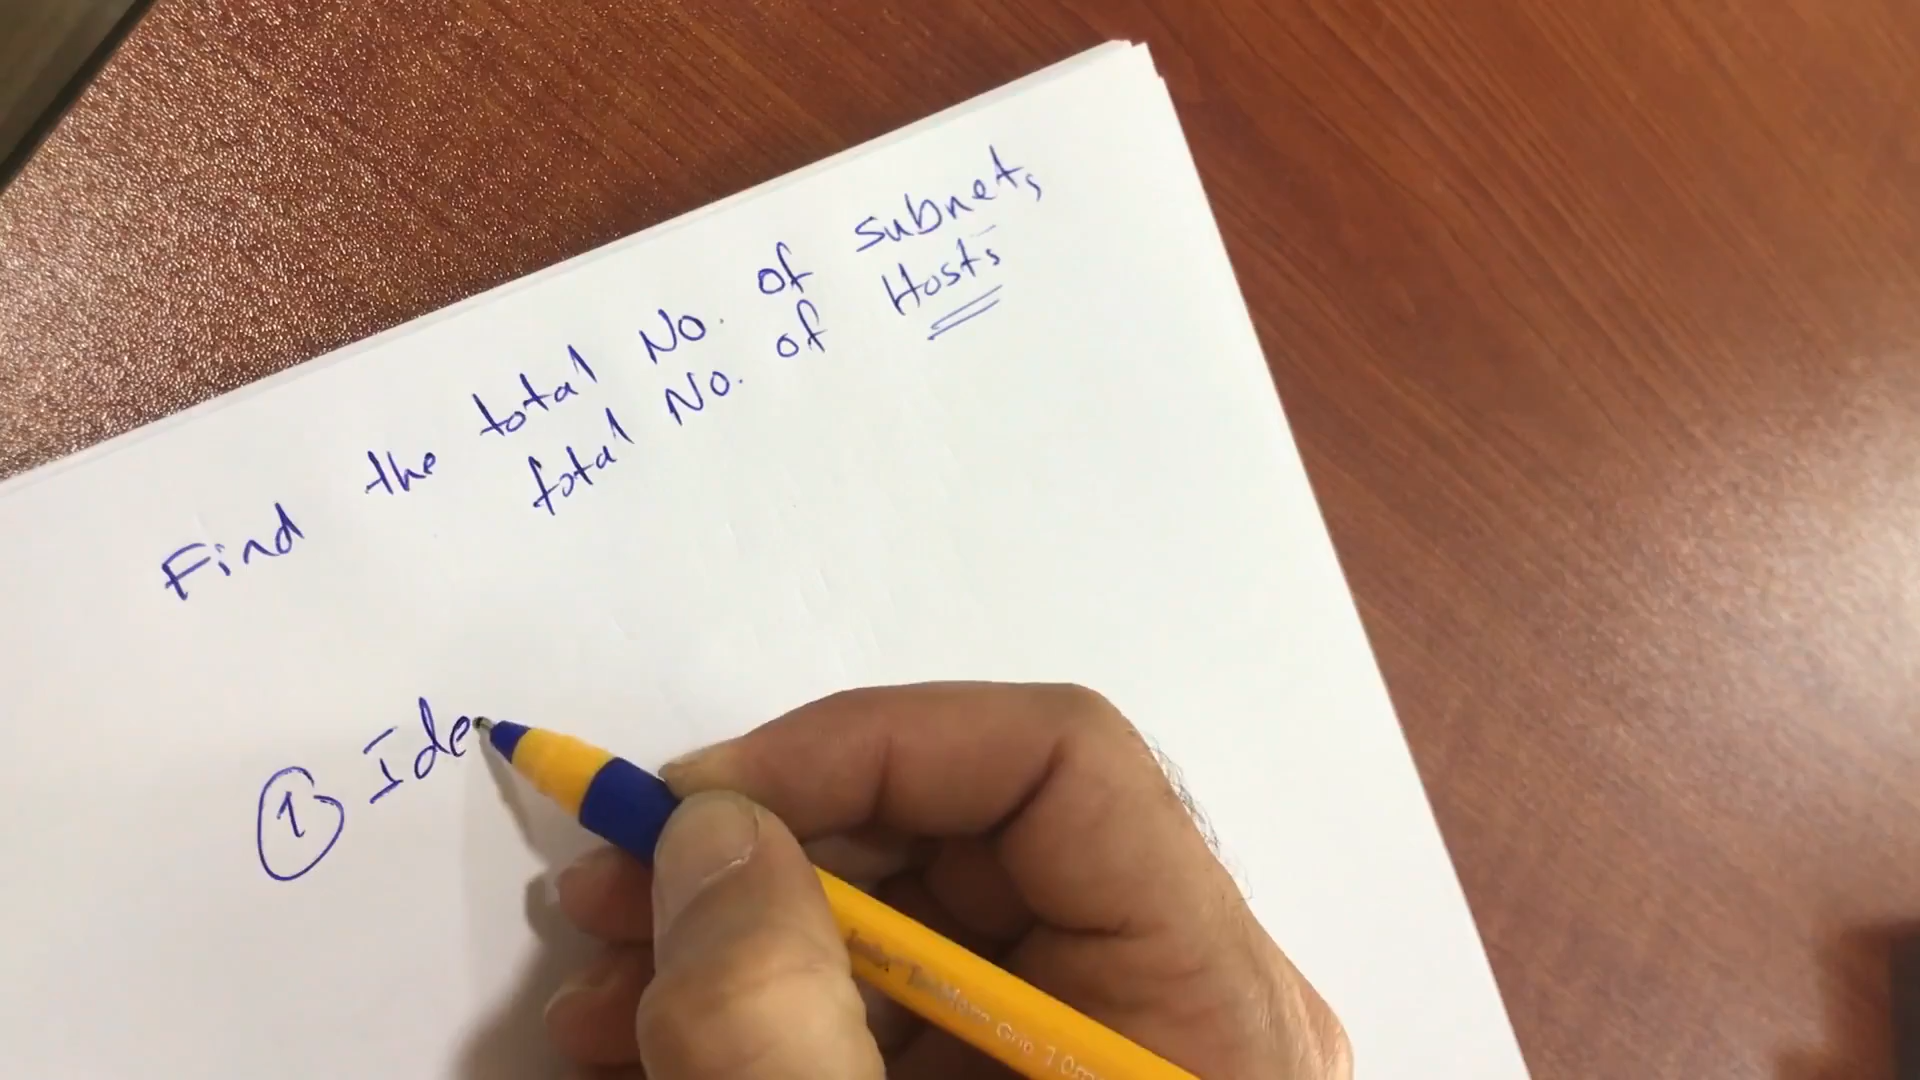 Find the total No. of subnets
total No. of Hosts
1 Ide